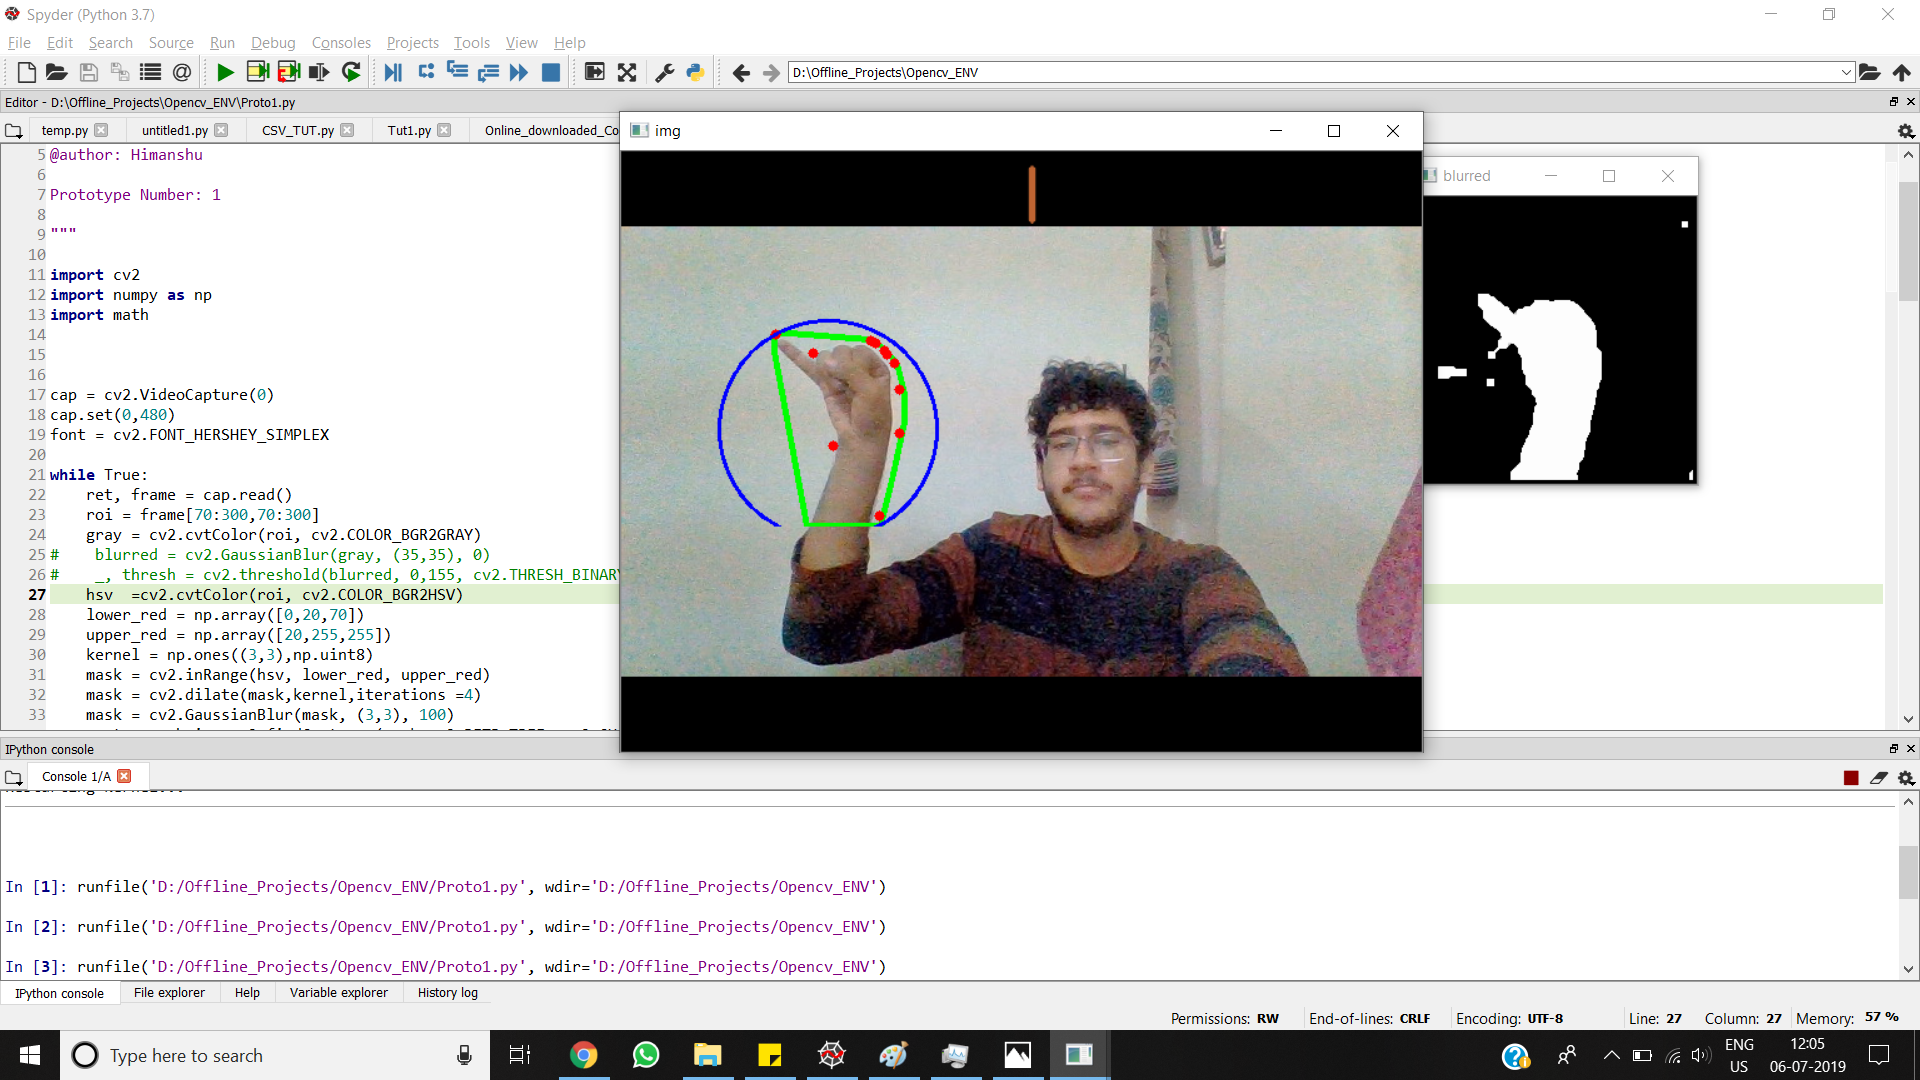 Spyder (Python 3.7)
File Edit Search Source Run Debug Consoles Projects Tools View Help
D:\Offline_Projects\Opencv_ENV
Editor - D:\Offline_Projects\Opencv_ENV\Proto1.py
temp.py untitled1.py CSV_TUT.py Tut1.py Online_downloaded_Co
img
blurred
5 @author: Himanshu
6
7 Prototype Number: 1
8
9 """
10
11 import cv2
12 import numpy as np
13 import math
14
15
16
17 cap = cv2.VideoCapture(0)
18 cap.set(0,480)
19 font = cv2.FONT_HERSHEY_SIMPLEX
20
21 while True:
22 ret, frame = cap.read()
23 roi = frame[70:300,70:300]
24 gray = cv2.cvtColor(roi, cv2.COLOR_BGR2GRAY)
25 # blurred = cv2.GaussianBlur(gray, (35,35), 0)
26 # _, thresh = cv2.threshold(blurred, 0,155, cv2.THRESH_BINARY
27 hsv =cv2.cvtColor(roi, cv2.COLOR_BGR2HSV)
28 lower_red = np.array([0,20,70])
29 upper_red = np.array([20,255,255])
30 kernel = np.ones((3,3),np.uint8)
31 mask = cv2.inRange(hsv, lower_red, upper_red)
32 mask = cv2.dilate(mask,kernel,iterations =4)
33 mask = cv2.GaussianBlur(mask, (3,3), 100)
IPython console
Console 1/A
In [1]: runfile('D:/Offline_Projects/Opencv_ENV/Proto1.py', wdir='D:/Offline_Projects/Opencv_ENV')
In [2]: runfile('D:/Offline_Projects/Opencv_ENV/Proto1.py', wdir='D:/Offline_Projects/Opencv_ENV')
In [3]: runfile('D:/Offline_Projects/Opencv_ENV/Proto1.py', wdir='D:/Offline_Projects/Opencv_ENV')
IPython console File explorer Help Variable explorer History log
Permissions: RW End-of-lines: CRLF Encoding: UTF-8 Line: 27 Column: 27 Memory: 57 %
Type here to search
ENG
US
12:05
06-07-2019